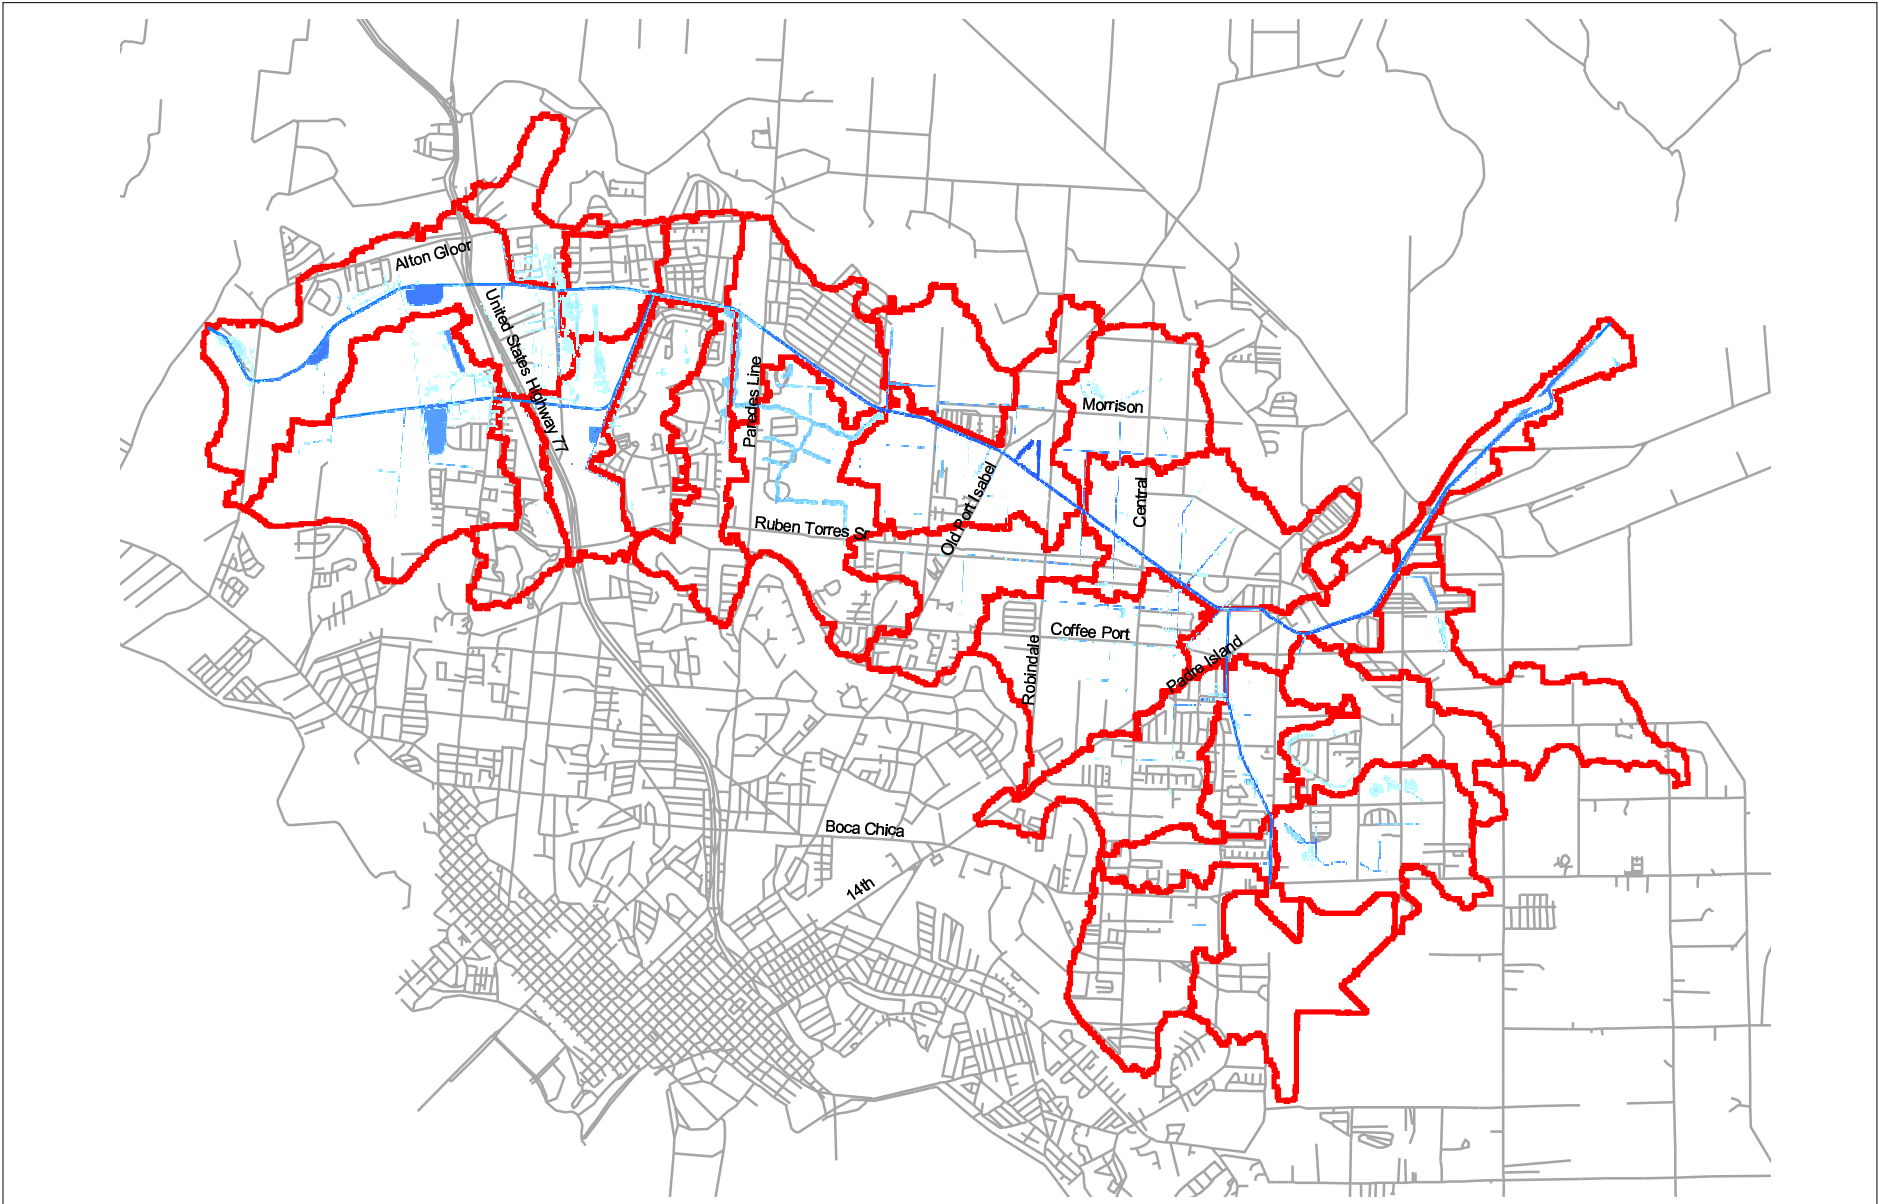 Alton Gloor
United States Highway 77
Paredes Line
Morrison
Old Port Isabel
Central
Ruben Torres S
Coffee Port
Robindale
Padre Island
Boca Chica
14th